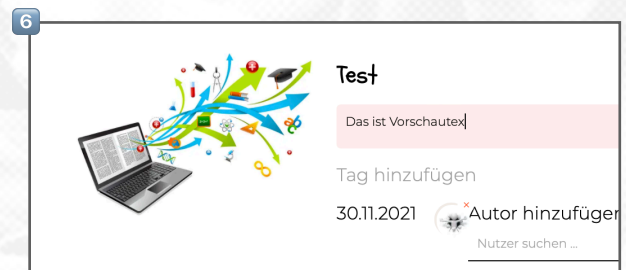 6
Test
Das ist Vorschautex
Tag hinzufügen
30.11.2021 Autor hinzufüger
Nutzer suchen ...